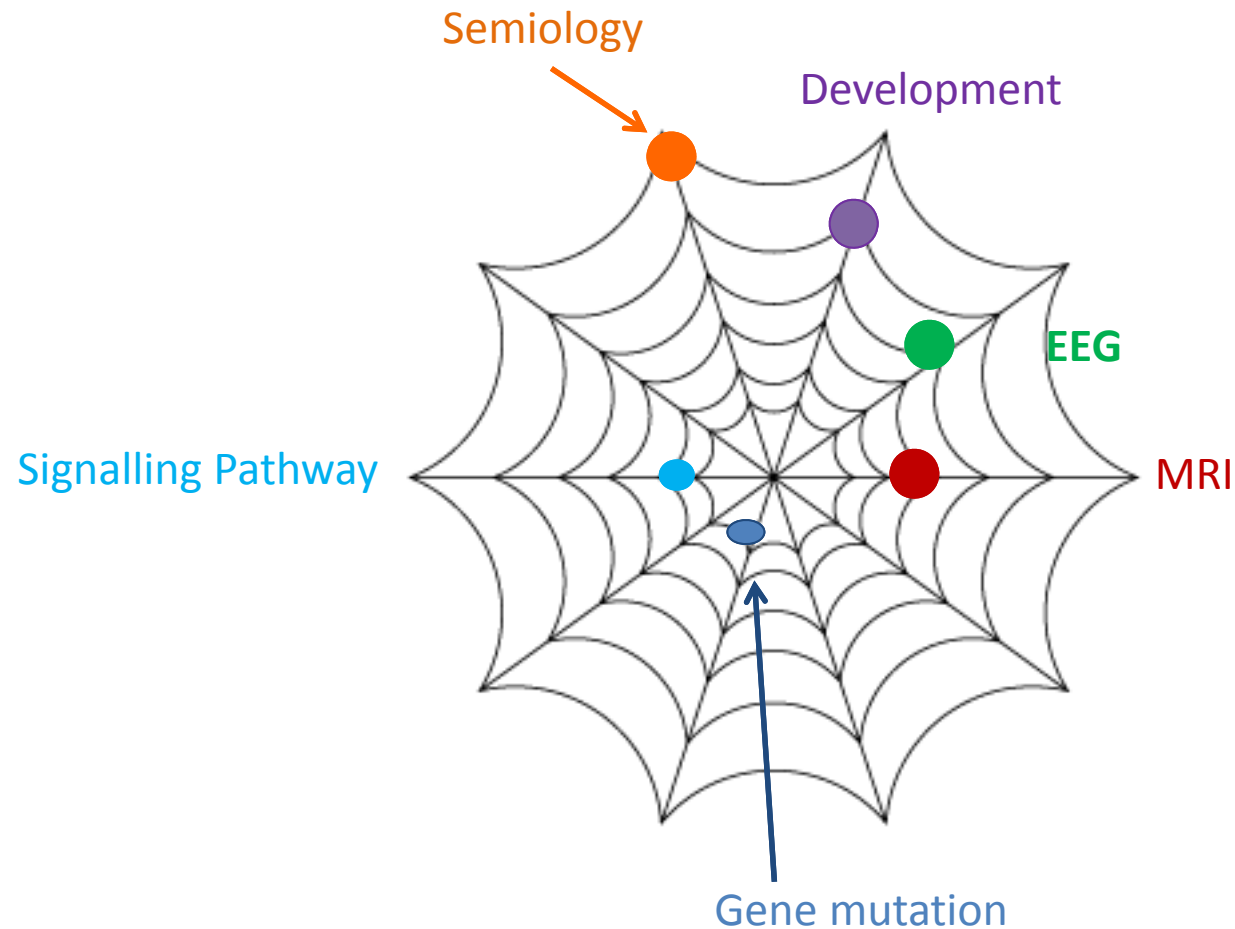 Semiology
Development
EEG
Signalling Pathway
MRI
Gene mutation